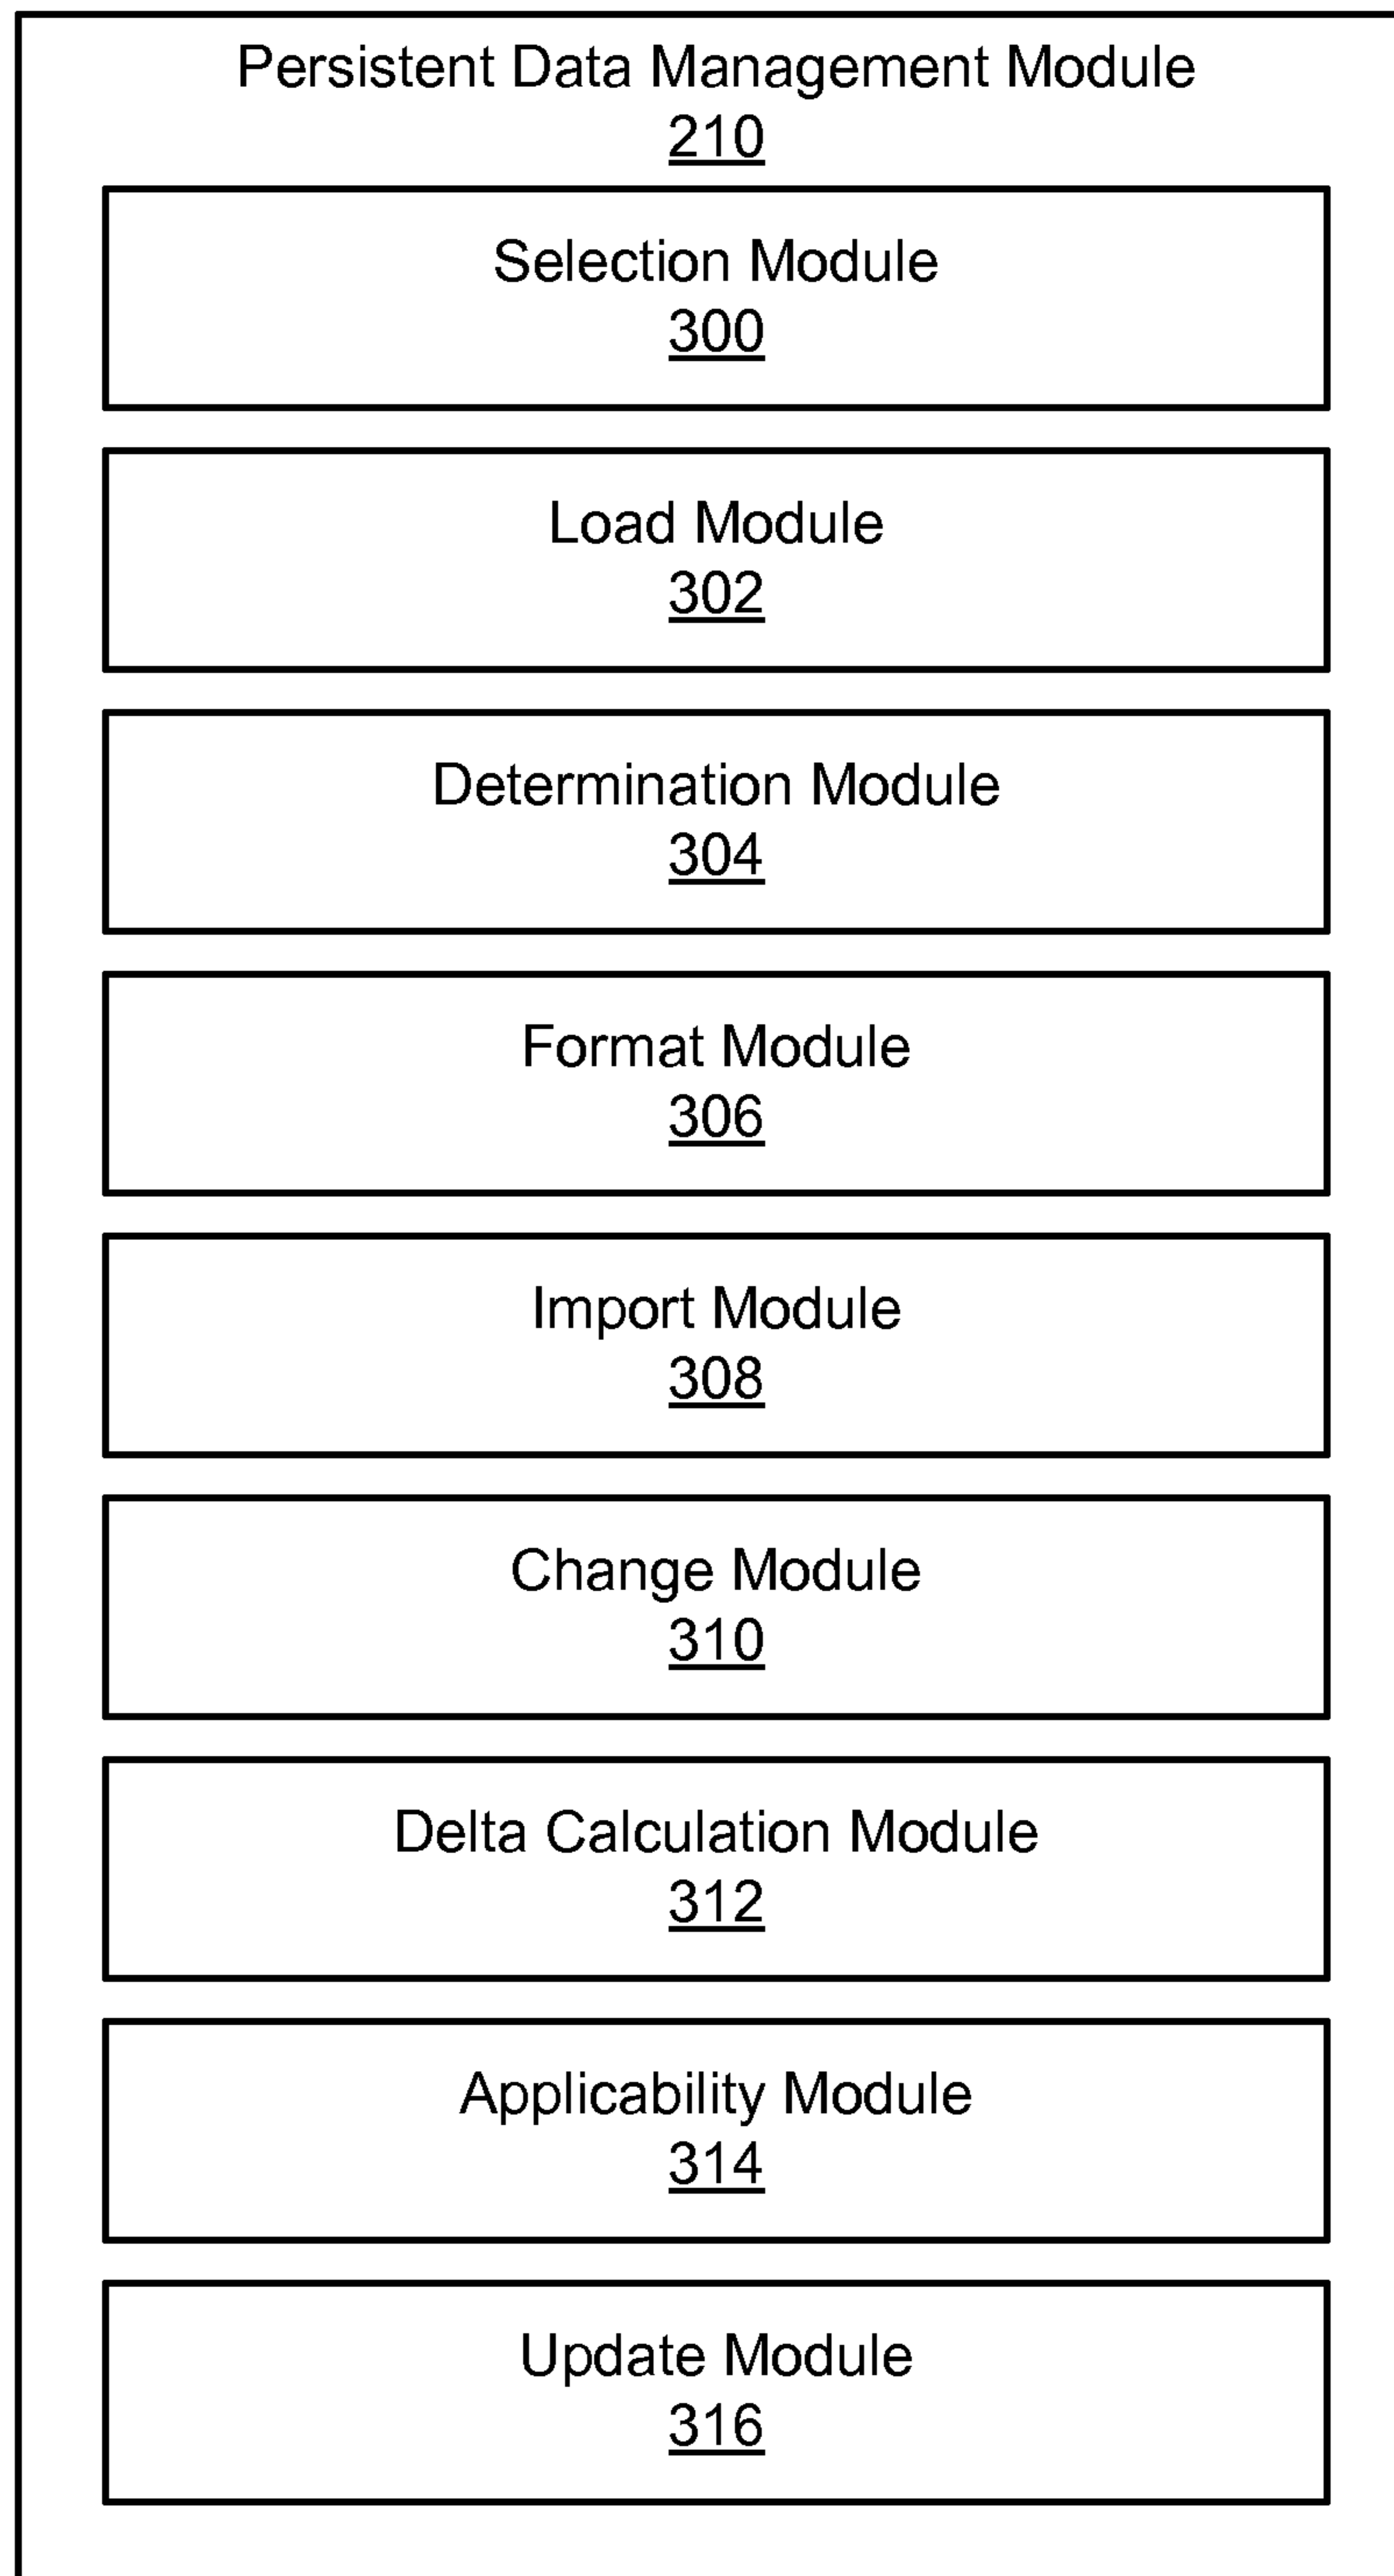 Persistent Data Management Module
210
Selection Module
300
Load Module
302
Determination Module
304
Format Module
306
Import Module
308
Change Module
310
Delta Calculation Module
312
Applicability Module
314
Update Module
316